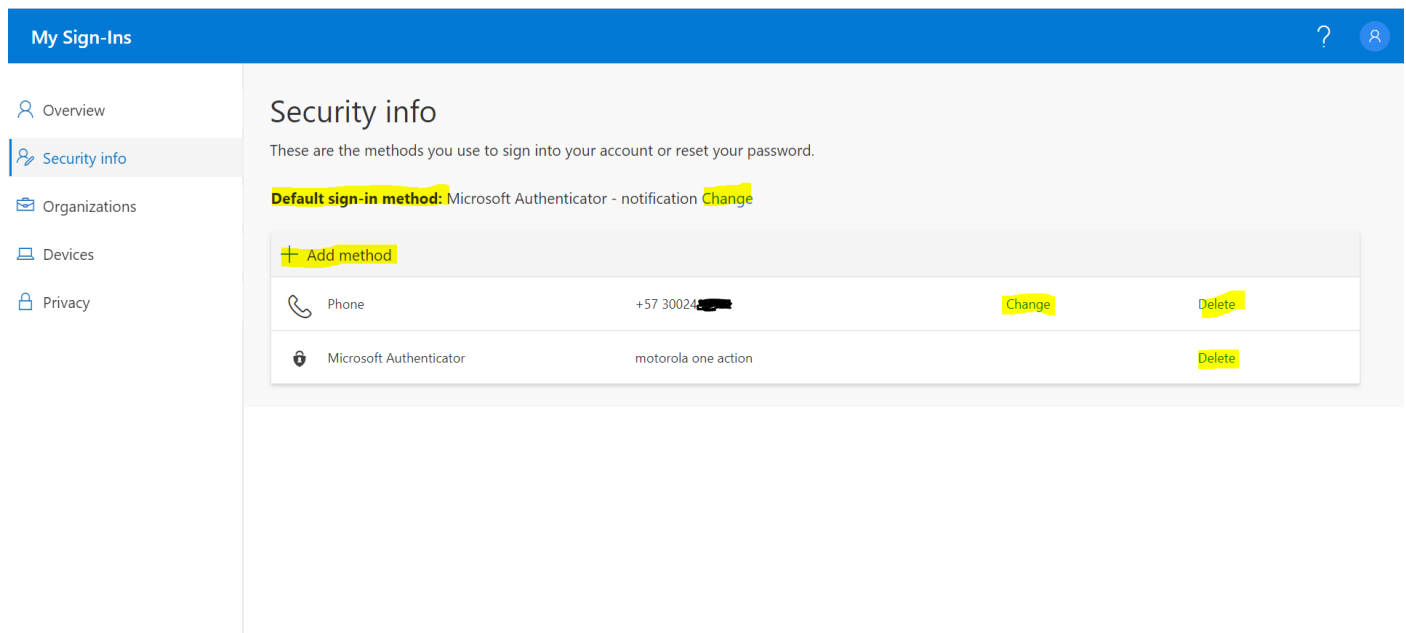 My Sign-Ins
?
Overview
Security info
Organizations
Devices
Privacy
Security info
These are the methods you use to sign into your account or reset your password.
Default sign-in method: Microsoft Authenticator - notification Change
+ Add method
Phone +57 30024 Change Delete
Microsoft Authenticator motorola one action Delete